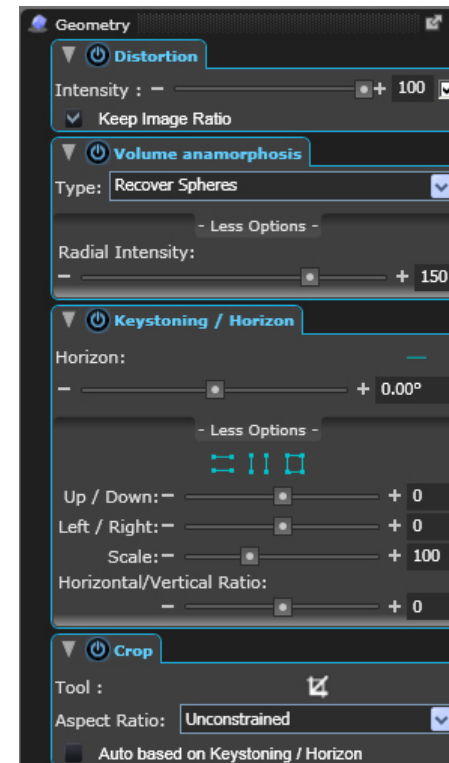 Geometry
Distortion
Intensity : - + 100
Keep Image Ratio
Volume anamorphosis
Type: Recover Spheres
- Less Options -
Radial Intensity:
- + 150
Keystoning / Horizon
Horizon:
- + 0.00°
- Less Options -
Up / Down: - + 0
Left / Right: - + 0
Scale: - + 100
Horizontal/Vertical Ratio:
- + 0
Crop
Tool :
Aspect Ratio: Unconstrained
Auto based on Keystoning / Horizon